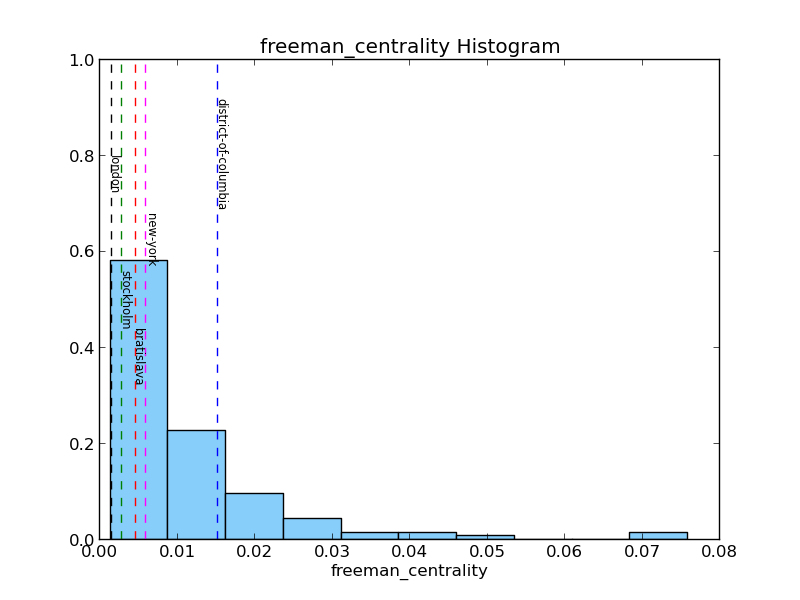 freeman_centrality Histogram
1.0
0.8
0.6
0.4
0.2
0.0
london
stockholm
bratislava
new-york
district-of-columbia
0.00 0.01 0.02 0.03 0.04 0.05 0.06 0.07 0.08
freeman_centrality